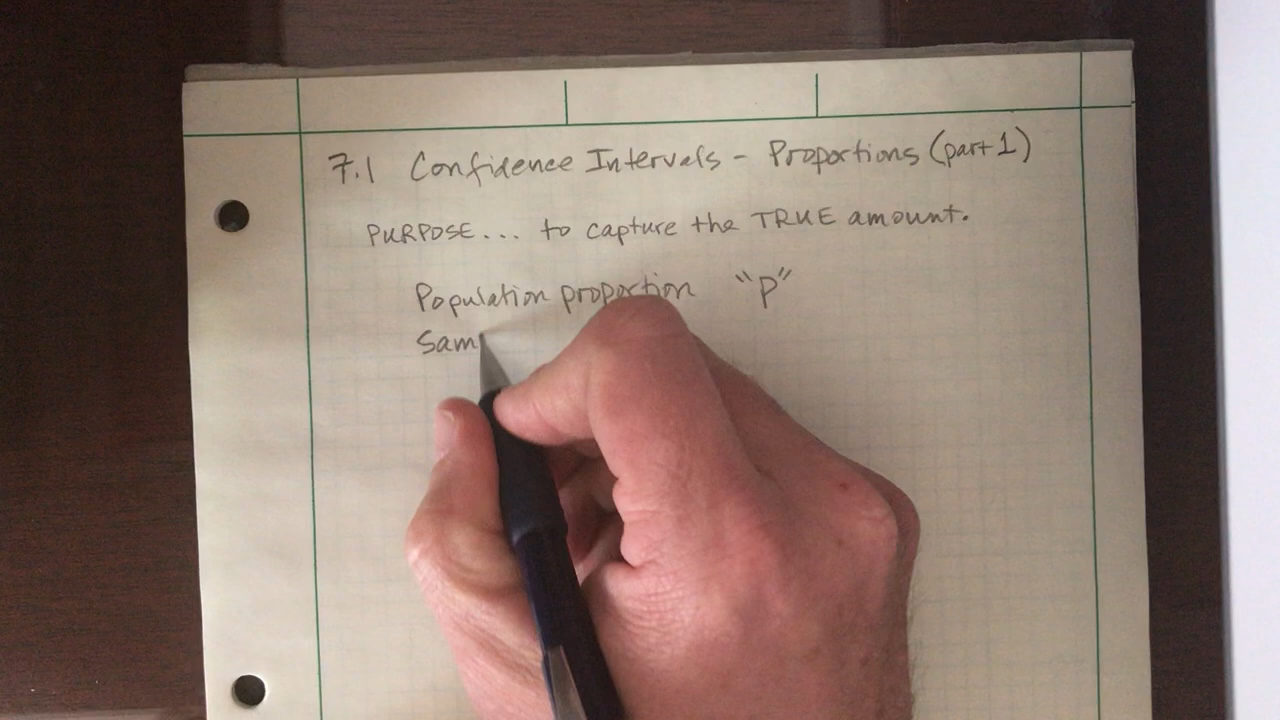 7.1 Confidence Intervals - Proportions (part 1)
PURPOSE... to capture the TRUE amount.
Population proportion "p"
Sam